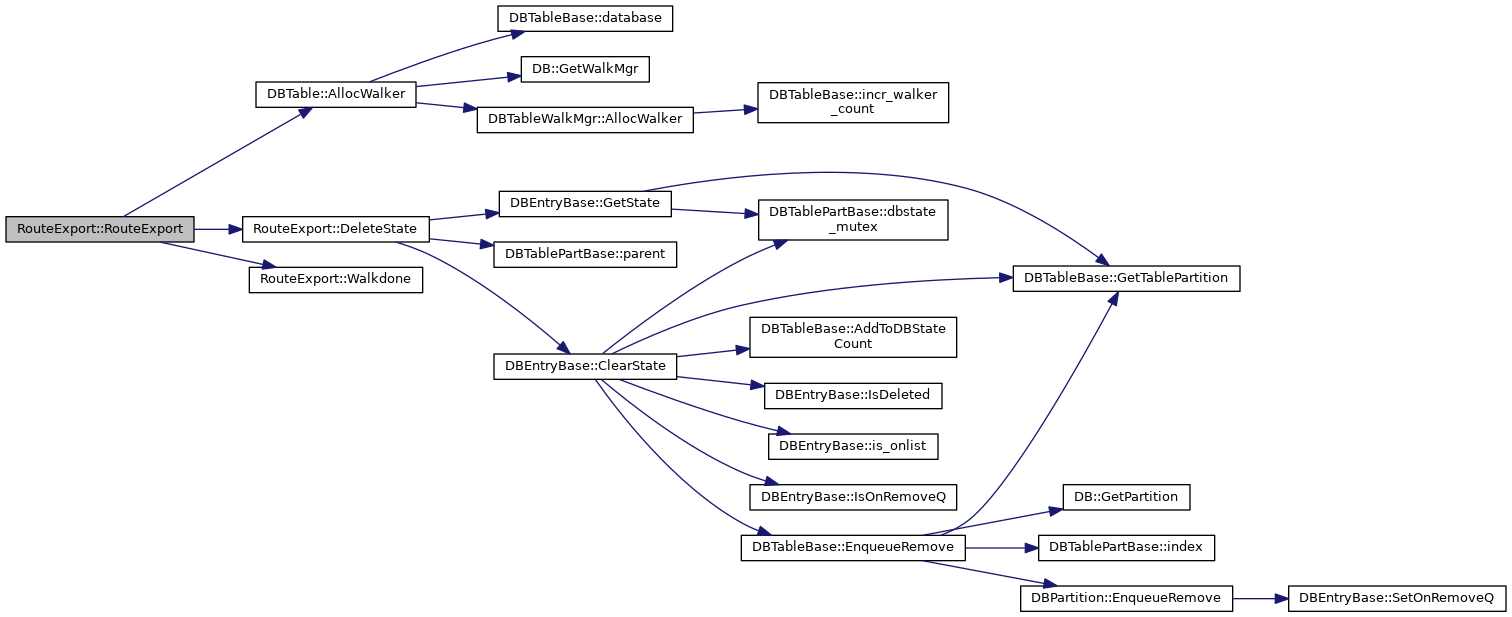 DBTableBase::database
DB::GetWalkMgr
DBTable::AllocWalker
DBTableBase::incr_walker
_count
DBTableWalkMgr::AllocWalker
DBEntryBase::GetState
DBTablePartBase::dbstate
_mutex
RouteExport::RouteExport
RouteExport::DeleteState
DBTablePartBase::parent
RouteExport::Walkdone
DBTableBase::GetTablePartition
DBTableBase::AddToDBState
Count
DBEntryBase::ClearState
DBEntryBase::IsDeleted
DBEntryBase::is_onlist
DBEntryBase::IsOnRemoveQ
DB::GetPartition
DBTableBase::EnqueueRemove
DBTablePartBase::index
DBPartition::EnqueueRemove
DBEntryBase::SetOnRemoveQ